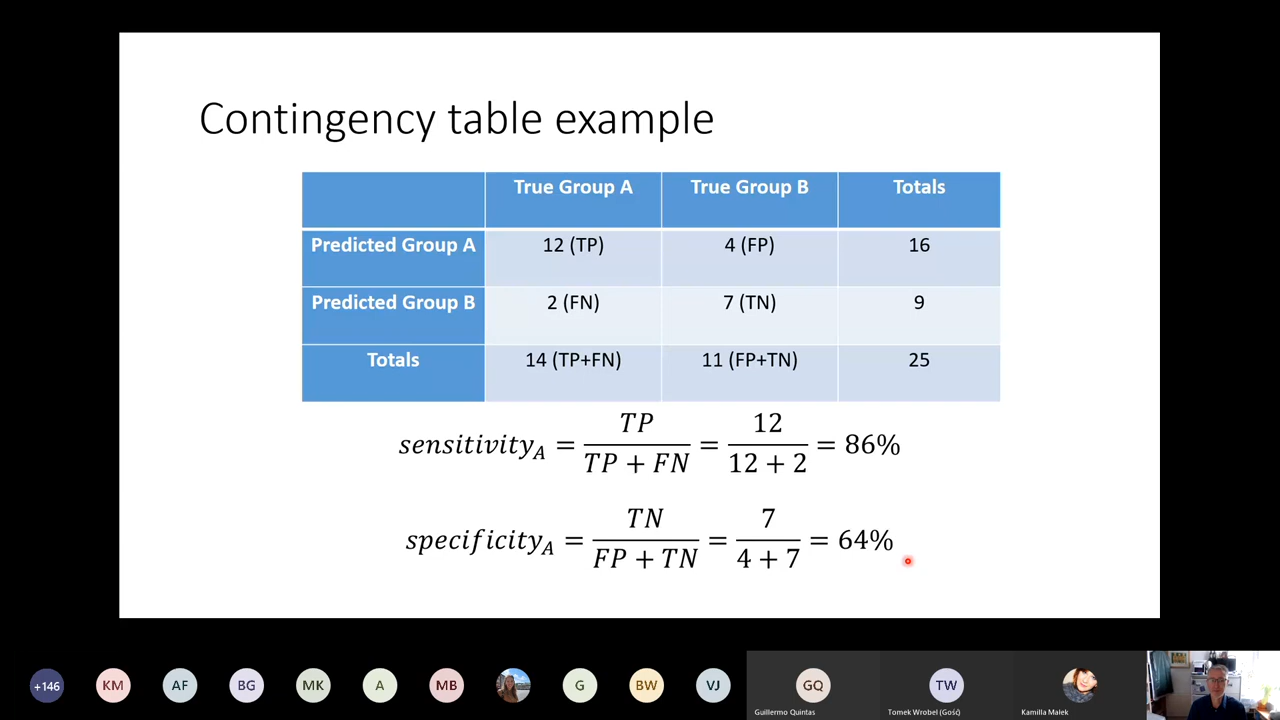 Contingency table example
True Group A True Group B Totals
Predicted Group A 12 (TP) 4 (FP) 16
Predicted Group B 2 (FN) 7 (TN) 9
Totals 14 (TP+FN) 11 (FP+TN) 25
sensitivity_A = TP / (TP + FN) = 12 / (12 + 2) = 86%
specificity_A = TN / (FP + TN) = 7 / (4 + 7) = 64%
+146 KM AF BG MK A MB G BW VJ GQ TW
Guillermo Quintas Tomek Wrobel (Gość) Kamilla Małek